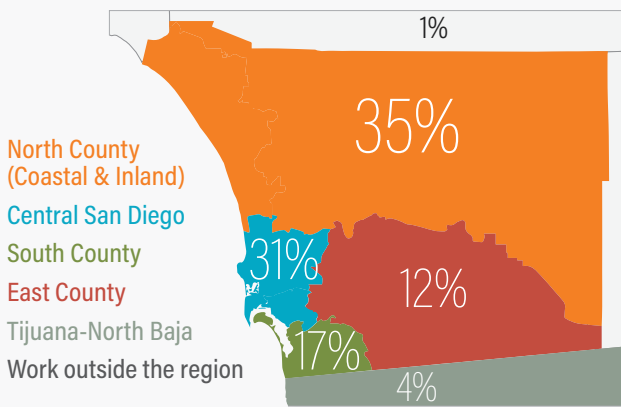 1%
35%
North County
(Coastal & Inland)
Central San Diego
South County
East County
Tijuana-North Baja
Work outside the region
31%
12%
17%
4%